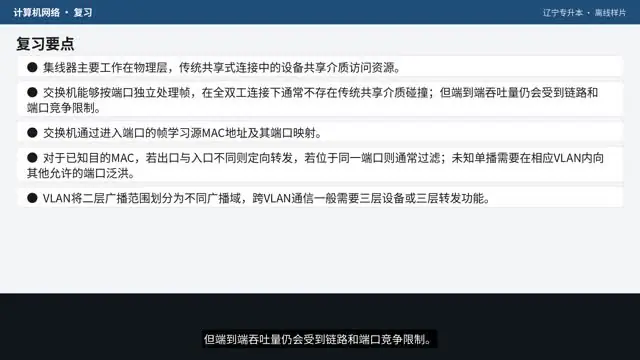 计算机网络 · 复习
辽宁专升本 · 离线样片
复习要点
● 集线器主要工作在物理层，传统共享式连接中的设备共享介质访问资源。
● 交换机能够按端口独立处理帧，在全双工连接下通常不存在传统共享介质碰撞；但端到端吞吐量仍会受到链路和
端口竞争限制。
● 交换机通过进入端口的帧学习源MAC地址及其端口映射。
● 对于已知目的MAC，若出口与入口不同则定向转发，若位于同一端口则通常过滤；未知单播需要在相应VLAN内向
其他允许的端口泛洪。
● VLAN将二层广播范围划分为不同广播域，跨VLAN通信一般需要三层设备或三层转发功能。
但端到端吞吐量仍会受到链路和端口竞争限制。